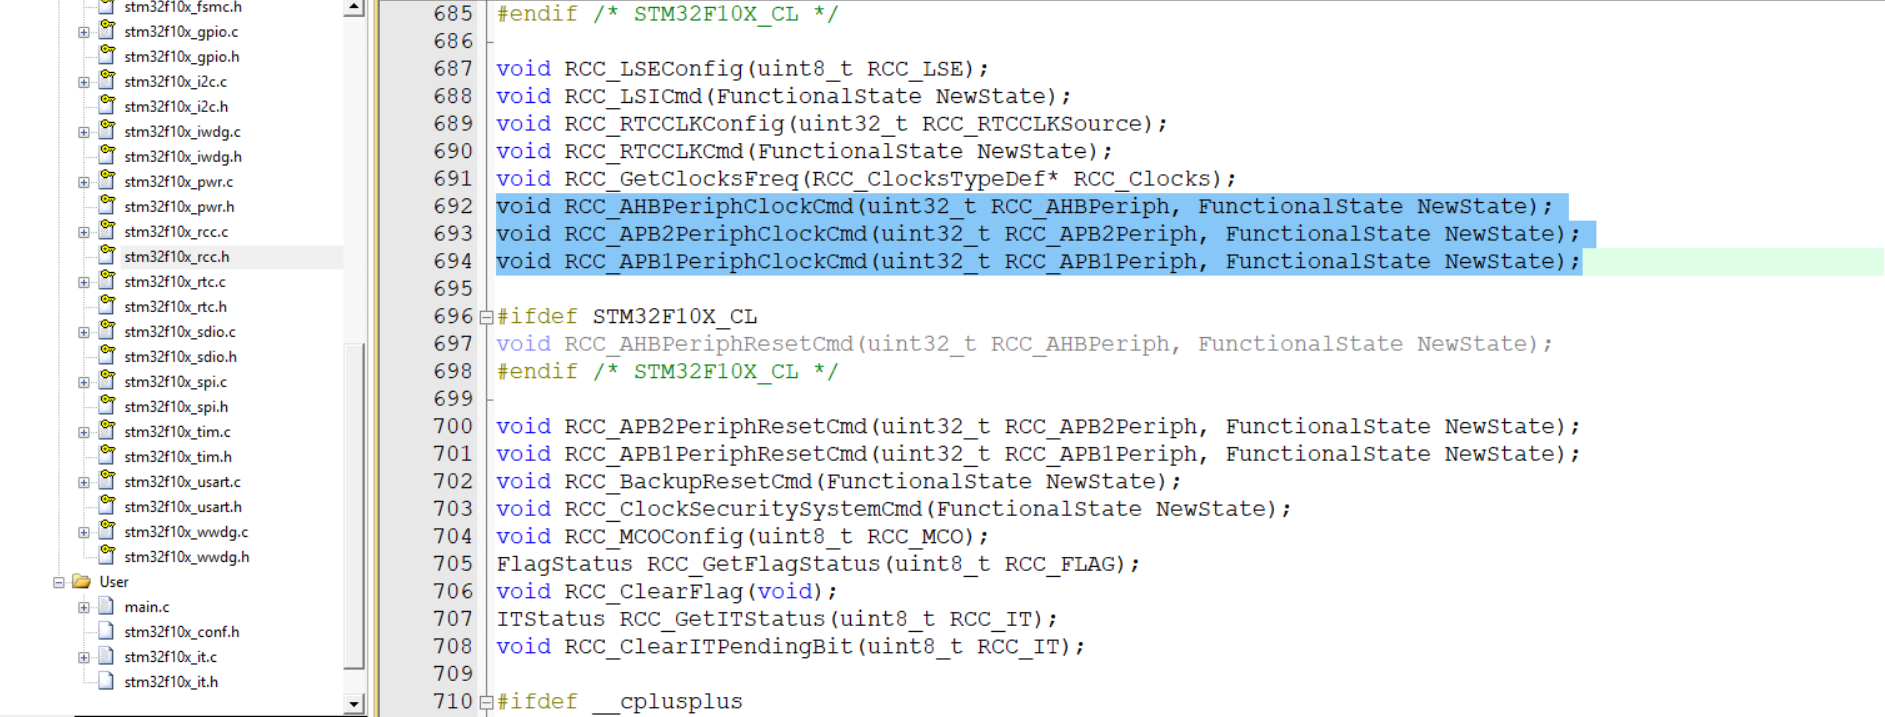 stm32f10x_fsmc.h
stm32f10x_gpio.c
stm32f10x_gpio.h
stm32f10x_i2c.c
stm32f10x_i2c.h
stm32f10x_iwdg.c
stm32f10x_iwdg.h
stm32f10x_pwr.c
stm32f10x_pwr.h
stm32f10x_rcc.c
stm32f10x_rcc.h
stm32f10x_rtc.c
stm32f10x_rtc.h
stm32f10x_sdio.c
stm32f10x_sdio.h
stm32f10x_spi.c
stm32f10x_spi.h
stm32f10x_tim.c
stm32f10x_tim.h
stm32f10x_usart.c
stm32f10x_usart.h
stm32f10x_wwdg.c
stm32f10x_wwdg.h
User
main.c
stm32f10x_conf.h
stm32f10x_it.c
stm32f10x_it.h
685 #endif /* STM32F10X_CL */
686
687 void RCC_LSEConfig(uint8_t RCC_LSE);
688 void RCC_LSICmd(FunctionalState NewState);
689 void RCC_RTCCLKConfig(uint32_t RCC_RTCCLKSource);
690 void RCC_RTCCLKCmd(FunctionalState NewState);
691 void RCC_GetClocksFreq(RCC_ClocksTypeDef* RCC_Clocks);
692 void RCC_AHBPeriphClockCmd(uint32_t RCC_AHBPeriph, FunctionalState NewState);
693 void RCC_APB2PeriphClockCmd(uint32_t RCC_APB2Periph, FunctionalState NewState);
694 void RCC_APB1PeriphClockCmd(uint32_t RCC_APB1Periph, FunctionalState NewState);
695
696 #ifdef STM32F10X_CL
697 void RCC_AHBPeriphResetCmd(uint32_t RCC_AHBPeriph, FunctionalState NewState);
698 #endif /* STM32F10X_CL */
699
700 void RCC_APB2PeriphResetCmd(uint32_t RCC_APB2Periph, FunctionalState NewState);
701 void RCC_APB1PeriphResetCmd(uint32_t RCC_APB1Periph, FunctionalState NewState);
702 void RCC_BackupResetCmd(FunctionalState NewState);
703 void RCC_ClockSecuritySystemCmd(FunctionalState NewState);
704 void RCC_MCOConfig(uint8_t RCC_MCO);
705 FlagStatus RCC_GetFlagStatus(uint8_t RCC_FLAG);
706 void RCC_ClearFlag(void);
707 ITStatus RCC_GetITStatus(uint8_t RCC_IT);
708 void RCC_ClearITPendingBit(uint8_t RCC_IT);
709
710 #ifdef __cplusplus